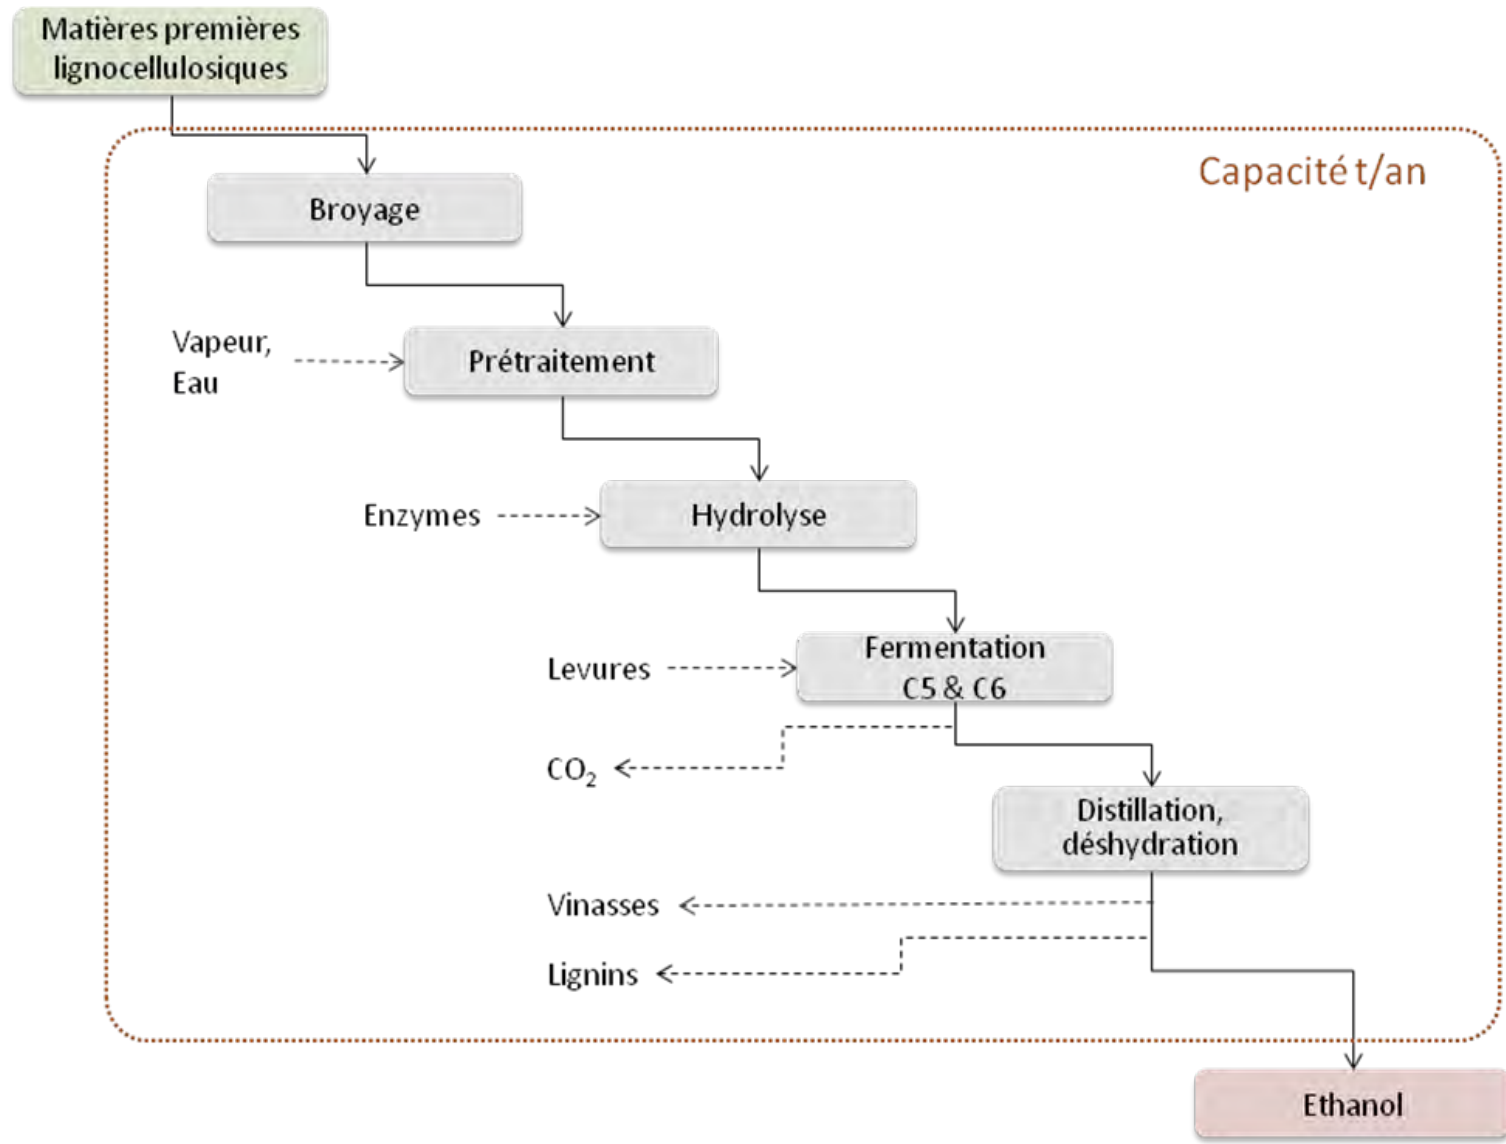 Matières premières
lignocellulosiques
Capacité t/an
Broyage
Vapeur,
Eau
Prétraitement
Enzymes
Hydrolyse
Levures
Fermentation
C5 & C6
CO₂
Distillation,
déshydration
Vinasses
Lignins
Ethanol